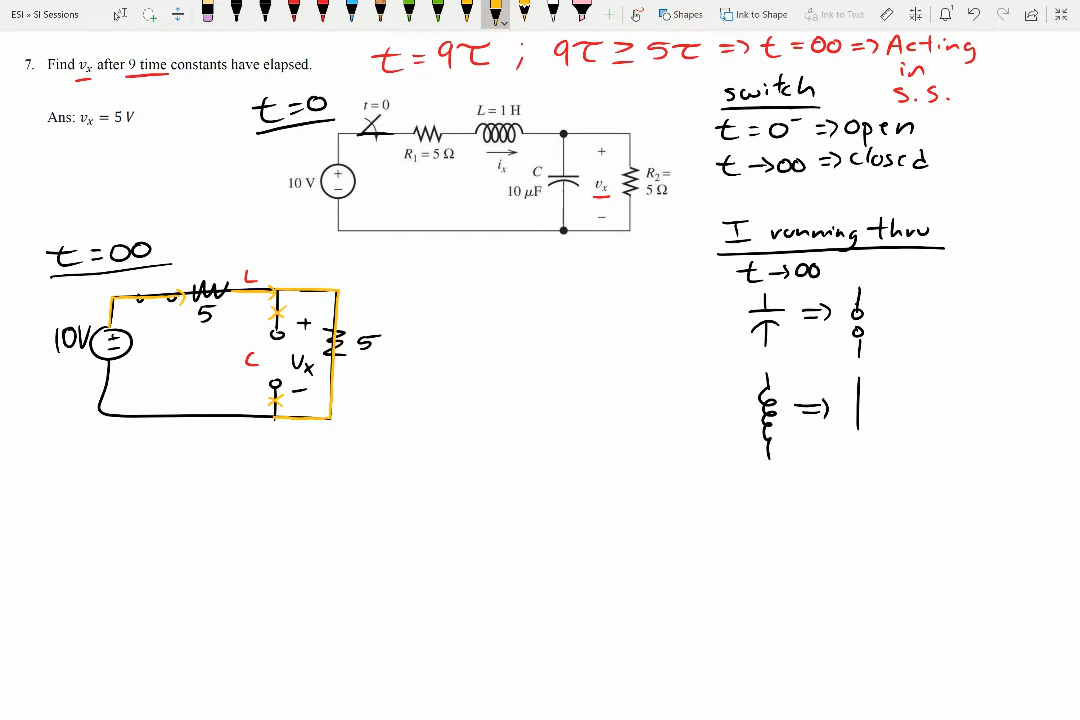 ESI » SI Sessions
Shapes
Ink to Shape
Ink to Text
t = 9τ ; 9τ ≥ 5τ => t = ∞ => Acting
in
s.s.
7. Find vₓ after 9 time constants have elapsed.
Ans: vₓ = 5 V
t=0
t = 0
L = 1 H
R₁ = 5 Ω
iₓ
10 V
+
−
C
10 μF
+
vₓ
−
R₂ =
5 Ω
switch
t = 0⁻ => open
t → ∞ => closed
I running thru
t → ∞
=>
=>
t = ∞
L
5
10V
+
−
C
+
Vₓ
−
5